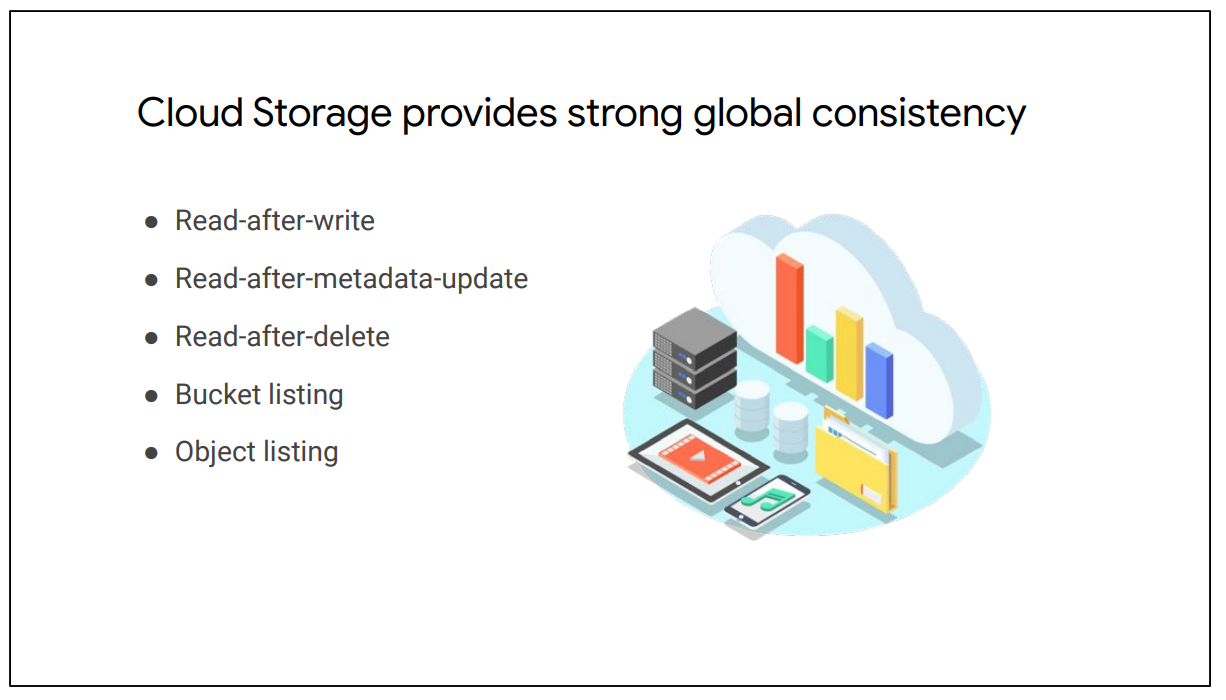 Cloud Storage provides strong global consistency
● Read-after-write
● Read-after-metadata-update
● Read-after-delete
● Bucket listing
● Object listing